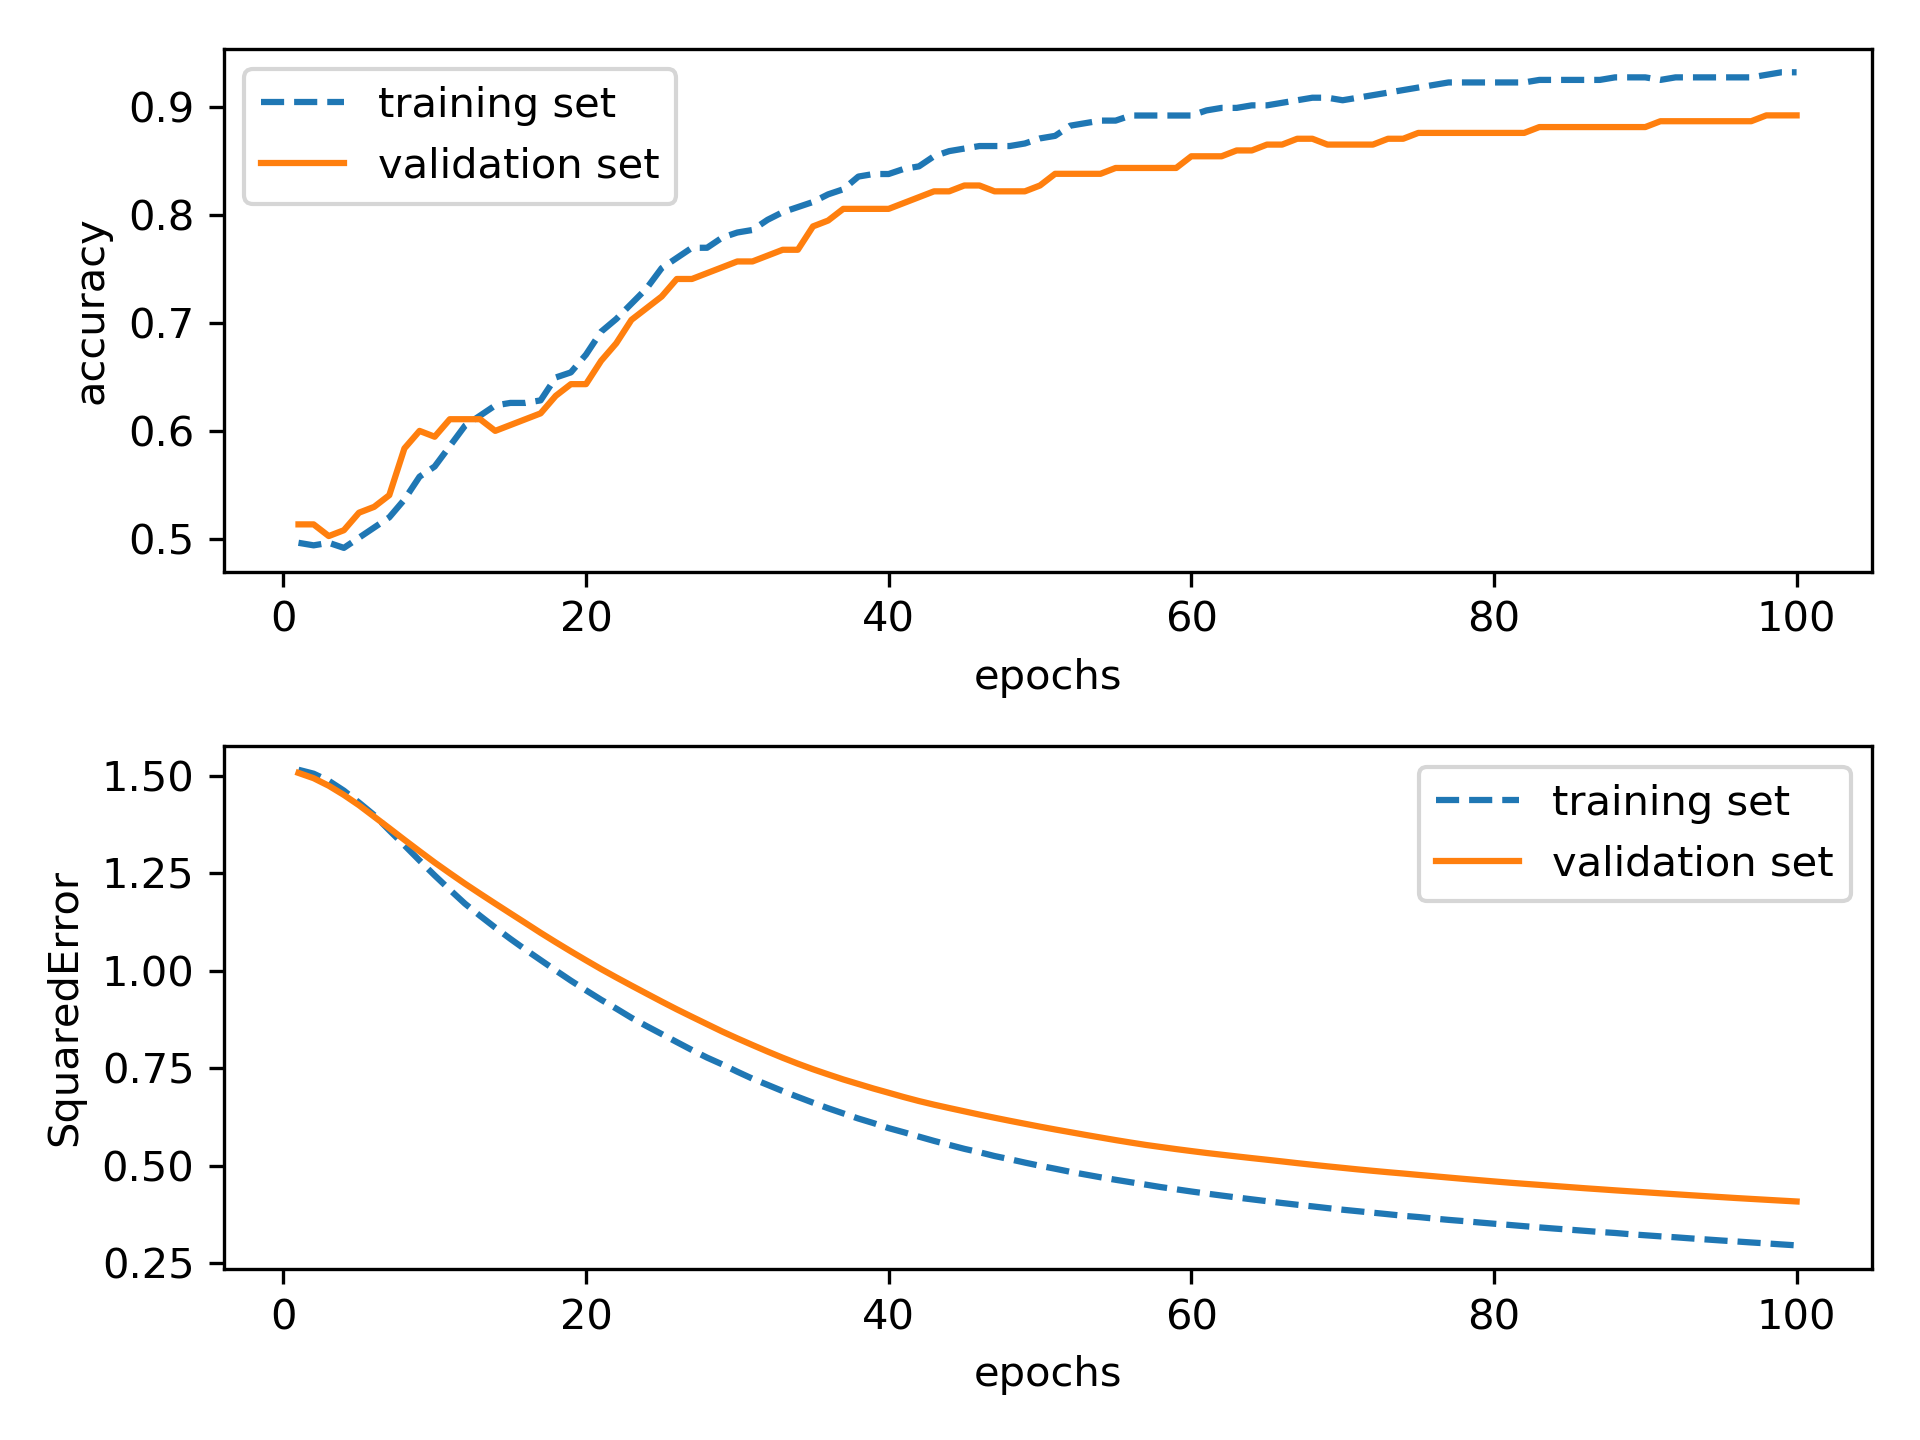 training set
validation set
accuracy
0.9
0.8
0.7
0.6
0.5
0 20 40 60 80 100
epochs
training set
validation set
SquaredError
1.50
1.25
1.00
0.75
0.50
0.25
0 20 40 60 80 100
epochs